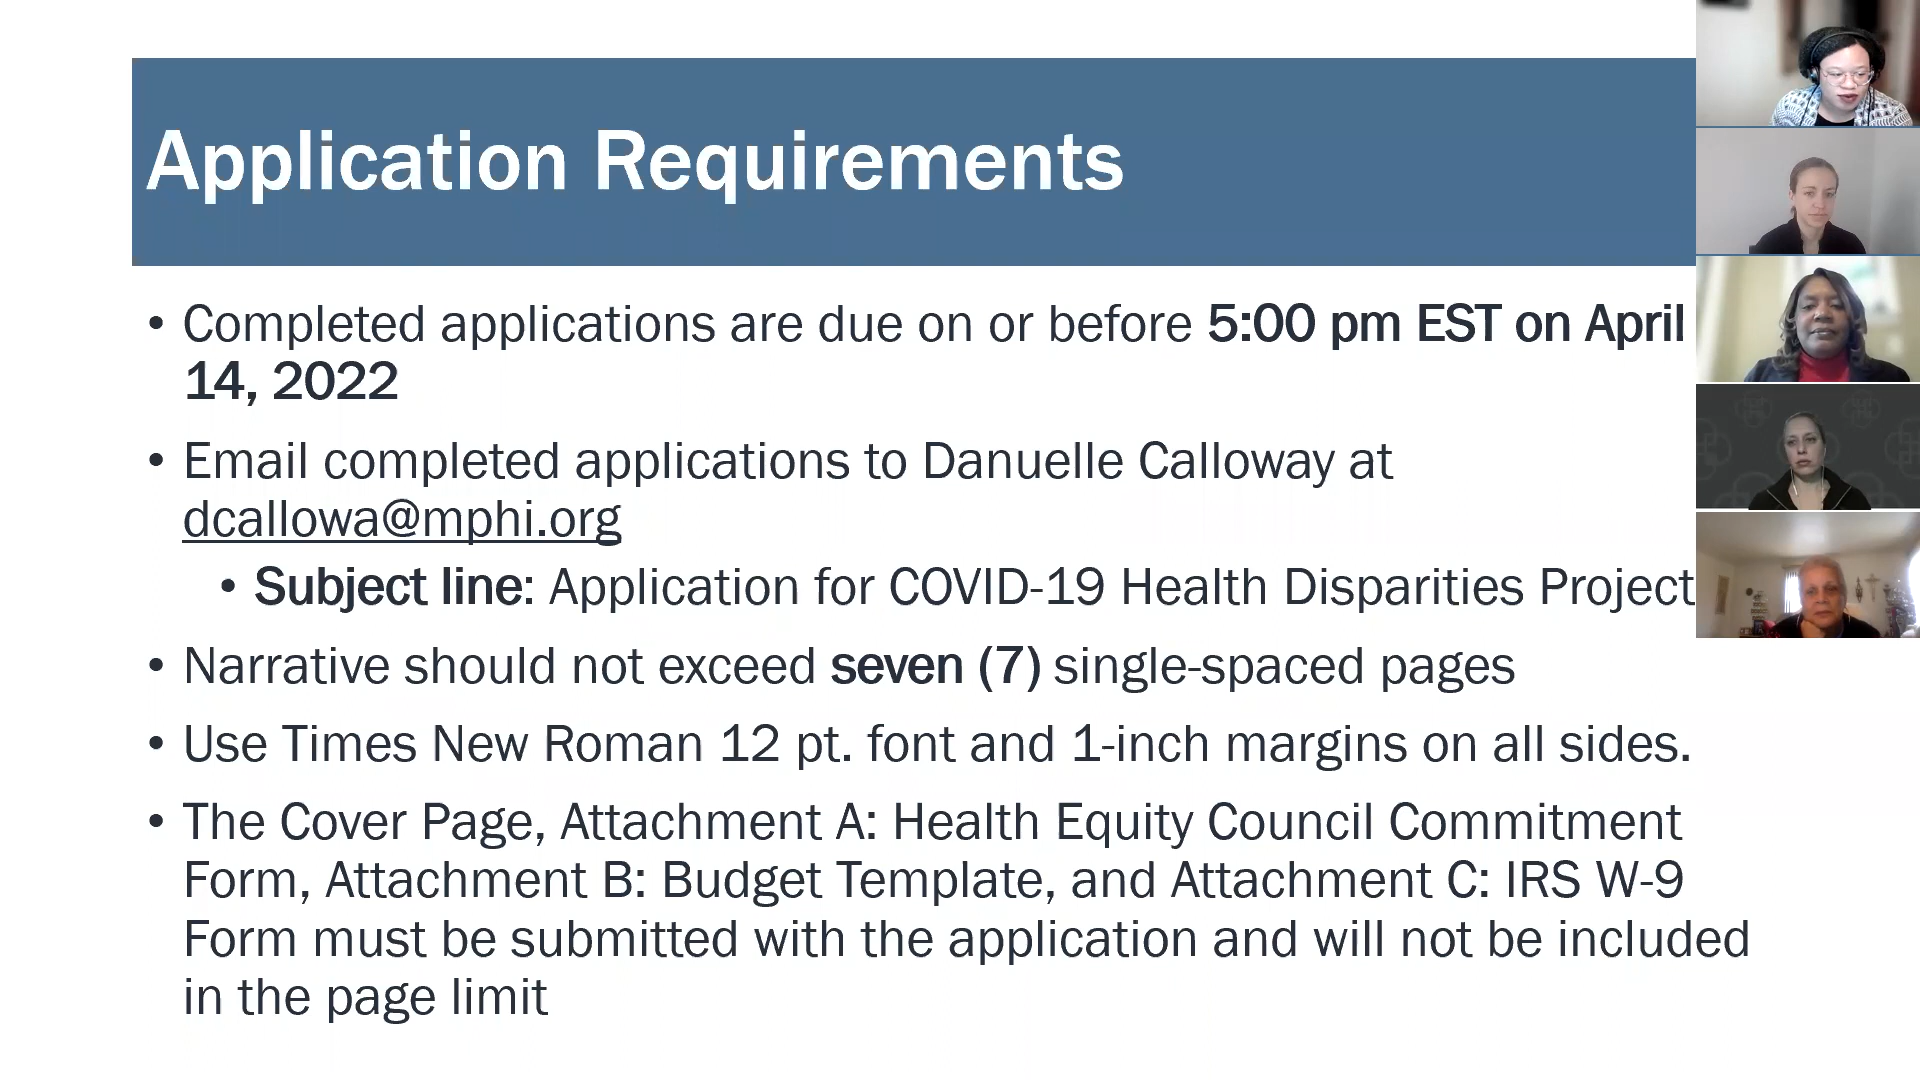 Application Requirements
• Completed applications are due on or before 5:00 pm EST on April
14, 2022
• Email completed applications to Danuelle Calloway at
dcallowa@mphi.org
• Subject line: Application for COVID-19 Health Disparities Project
• Narrative should not exceed seven (7) single-spaced pages
• Use Times New Roman 12 pt. font and 1-inch margins on all sides.
• The Cover Page, Attachment A: Health Equity Council Commitment
Form, Attachment B: Budget Template, and Attachment C: IRS W-9
Form must be submitted with the application and will not be included
in the page limit